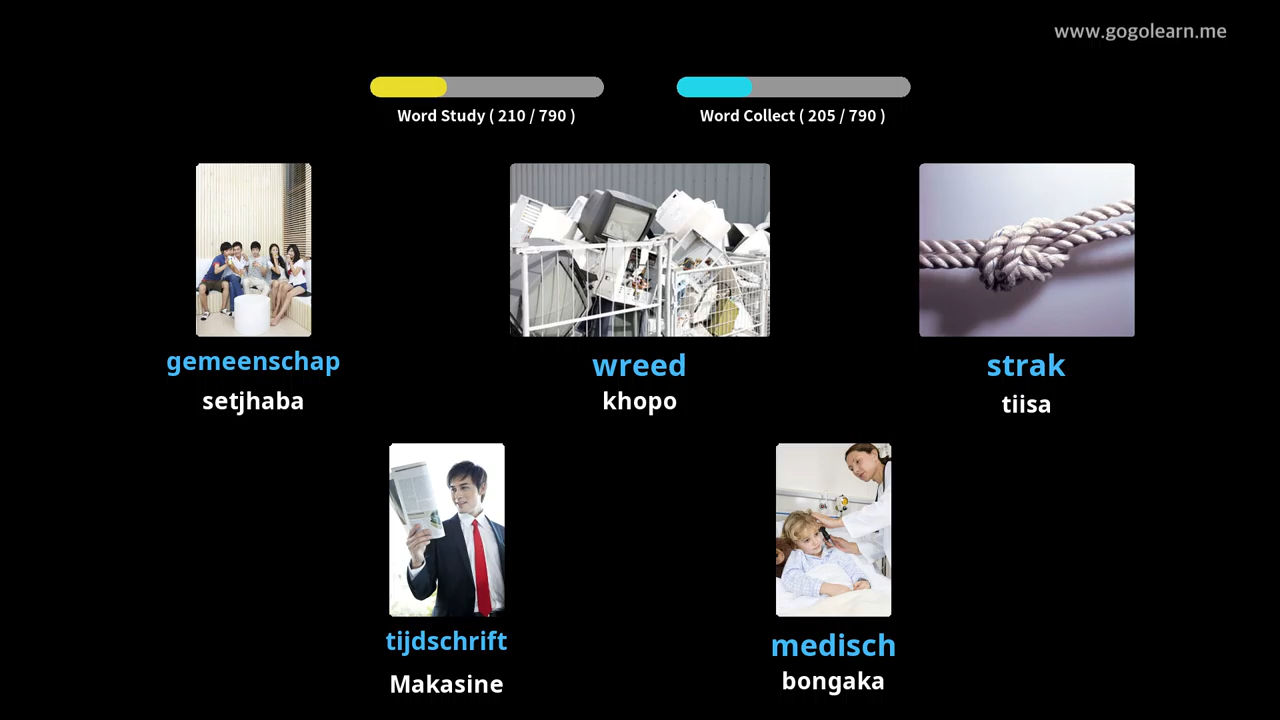 www.gogolearn.me
Word Study ( 210 / 790 )
Word Collect ( 205 / 790 )
gemeenschap
setjhaba
wreed
khopo
strak
tiisa
tijdschrift
Makasine
medisch
bongaka